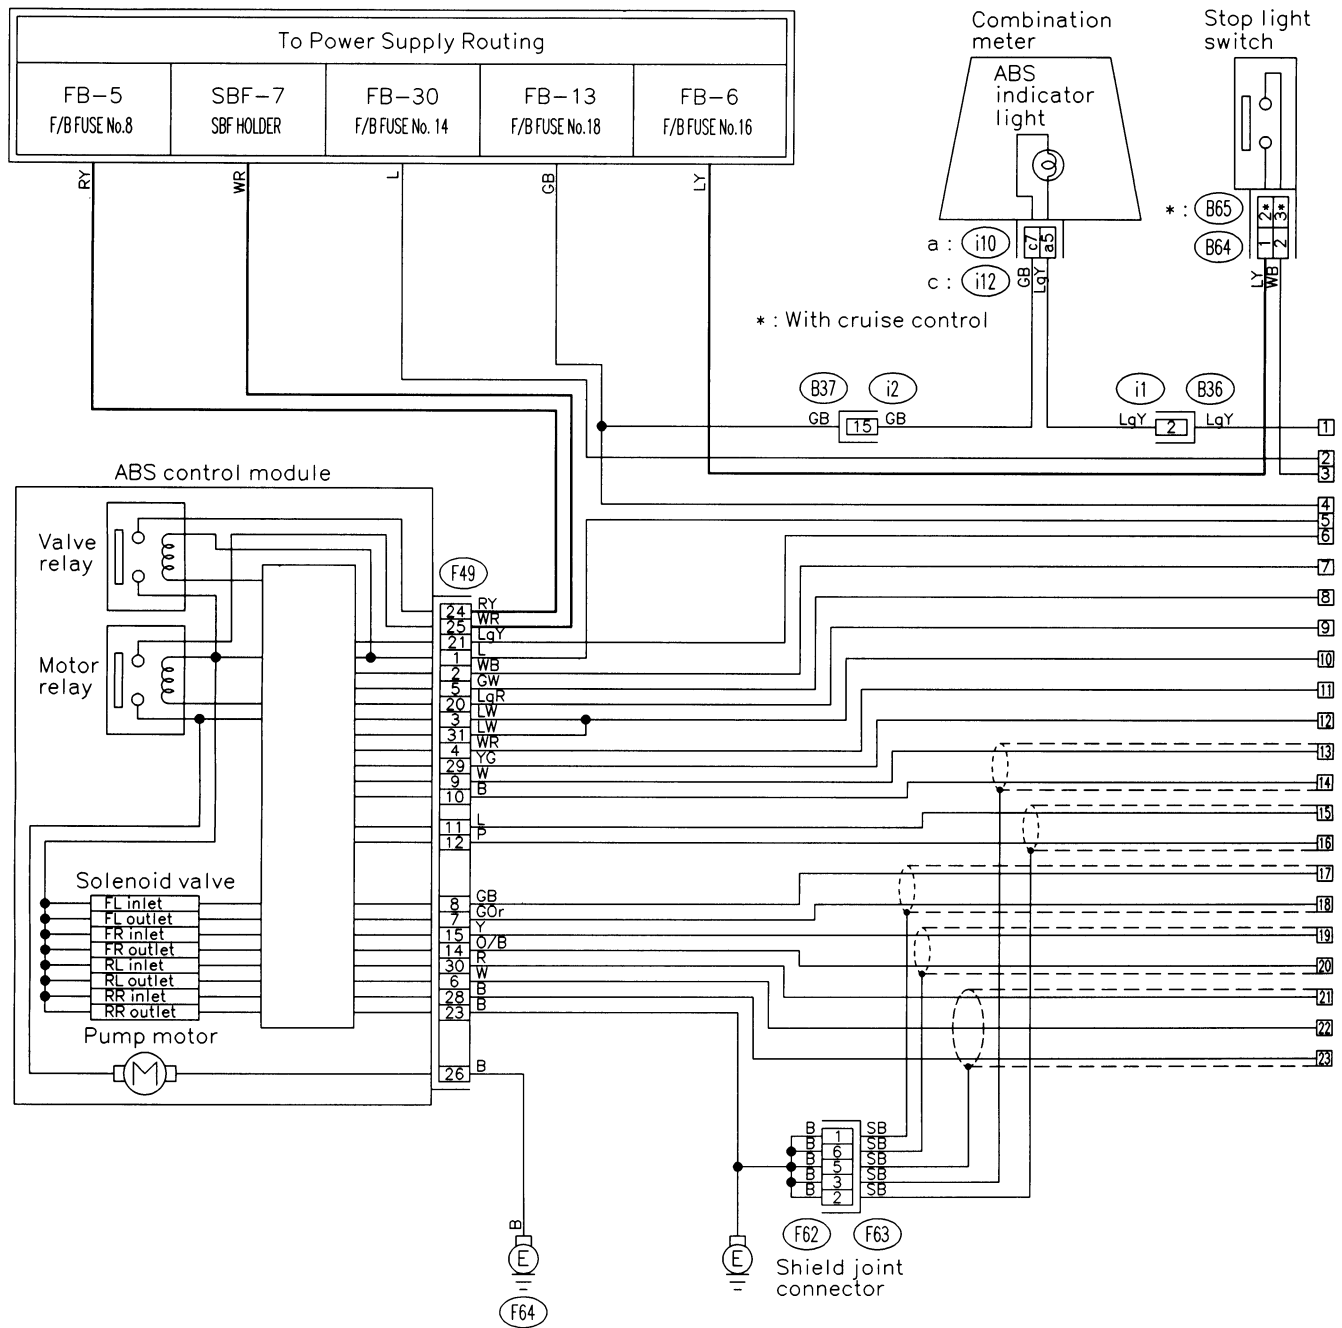 To Power Supply Routing
FB-5
F/B FUSE No.8
SBF-7
SBF HOLDER
FB-30
F/B FUSE No. 14
FB-13
F/B FUSE No.18
FB-6
F/B FUSE No.16
RY
WR
L
GB
LY
Combination
meter
ABS
indicator
light
c7
a5
a : i10
c : i12
GB
LgY
Stop light
switch
* : B65
B64
2*
3*
1
2
LY
WB
* : With cruise control
B37
i2
GB
15
GB
i1
B36
LgY
2
LgY
1
2
3
4
5
6
7
8
9
10
11
12
13
14
15
16
17
18
19
20
21
22
23
ABS control module
Valve
relay
Motor
relay
F49
24 RY
25 WR
21 LgY
1 L
2 WB
5 GW
20 LgR
3 LW
31 LW
4 WR
29 YG
9 W
10 B
11 L
12 P
8 GB
7 GOr
15 Y
14 O/B
30 R
6 W
28 B
23 B
26 B
Solenoid valve
FL inlet
FL outlet
FR inlet
FR outlet
RL inlet
RL outlet
RR inlet
RR outlet
Pump motor
M
B 1 SB
B 6 SB
B 5 SB
B 3 SB
B 2 SB
F62
F63
Shield joint
connector
B
E
F64
E